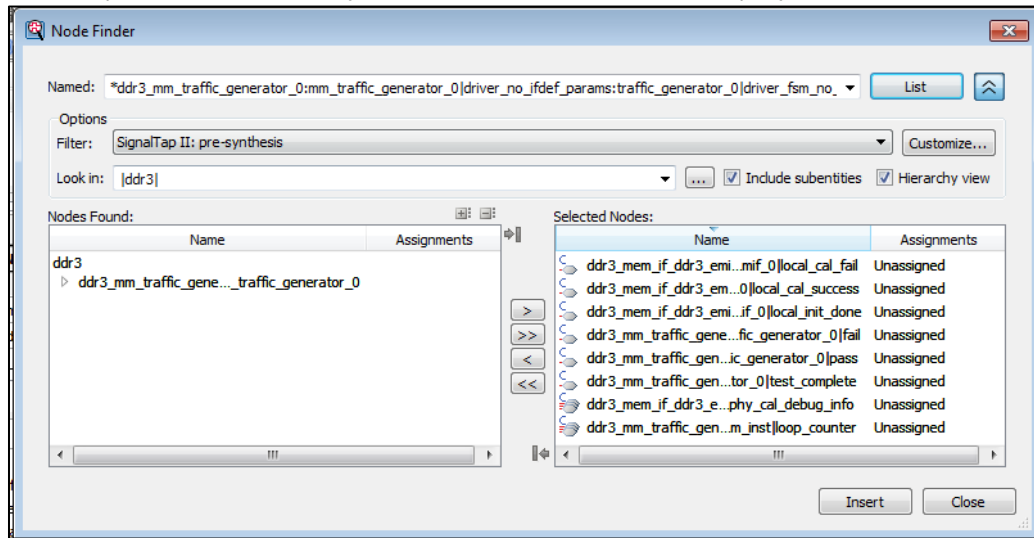 Node Finder
Named: *ddr3_mm_traffic_generator_0:mm_traffic_generator_0|driver_no_ifdef_params:traffic_generator_0|driver_fsm_no_ List
Options
Filter: SignalTap II: pre-synthesis Customize...
Look in: |ddr3| ... Include subentities Hierarchy view
Nodes Found: Selected Nodes:
Name Assignments Name Assignments
ddr3 ddr3_mem_if_ddr3_emi...mif_0|local_cal_fail Unassigned
ddr3_mm_traffic_gene..._traffic_generator_0 ddr3_mem_if_ddr3_em...0|local_cal_success Unassigned
ddr3_mem_if_ddr3_emi...if_0|local_init_done Unassigned
> ddr3_mm_traffic_gene...fic_generator_0|fail Unassigned
>> ddr3_mm_traffic_gen...ic_generator_0|pass Unassigned
< ddr3_mm_traffic_gen...tor_0|test_complete Unassigned
<< ddr3_mem_if_ddr3_e...phy_cal_debug_info Unassigned
ddr3_mm_traffic_gen...m_inst|loop_counter Unassigned
Insert Close